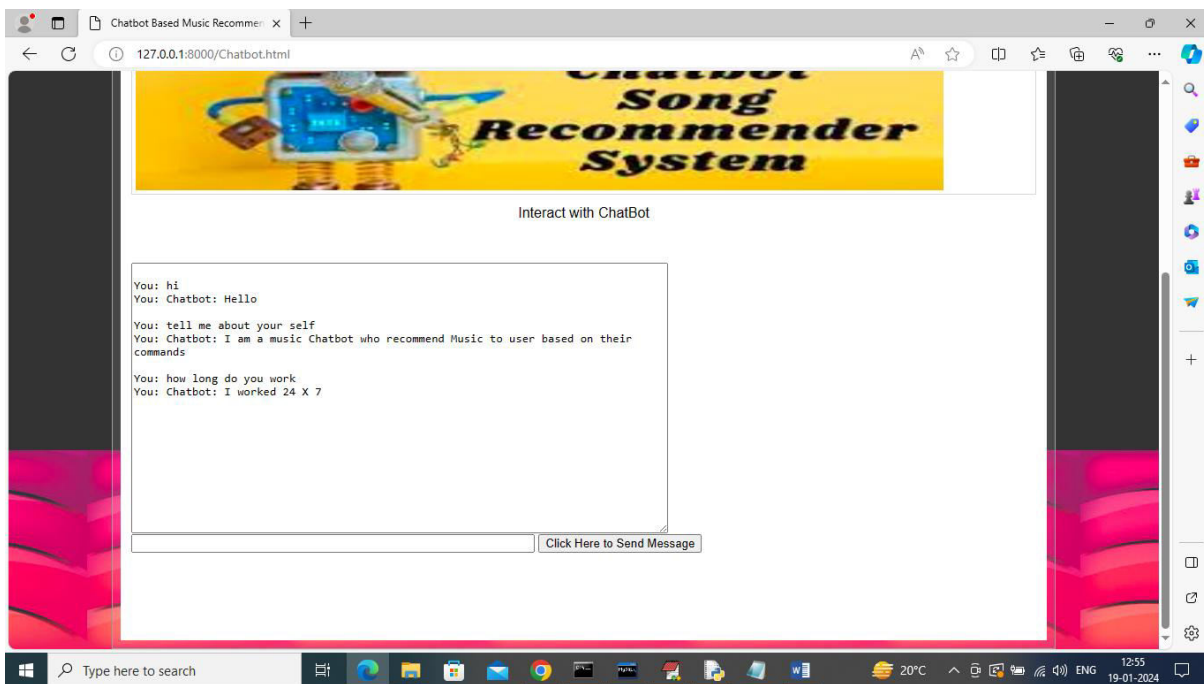 Chatbot Based Music Recommen
127.0.0.1:8000/Chatbot.html
Chatbot
Song
Recommender
System
Interact with ChatBot
You: hi
You: Chatbot: Hello
You: tell me about your self
You: Chatbot: I am a music Chatbot who recommend Music to user based on their
commands
You: how long do you work
You: Chatbot: I worked 24 X 7
Click Here to Send Message
Type here to search
20°C
ENG
12:55
19-01-2024